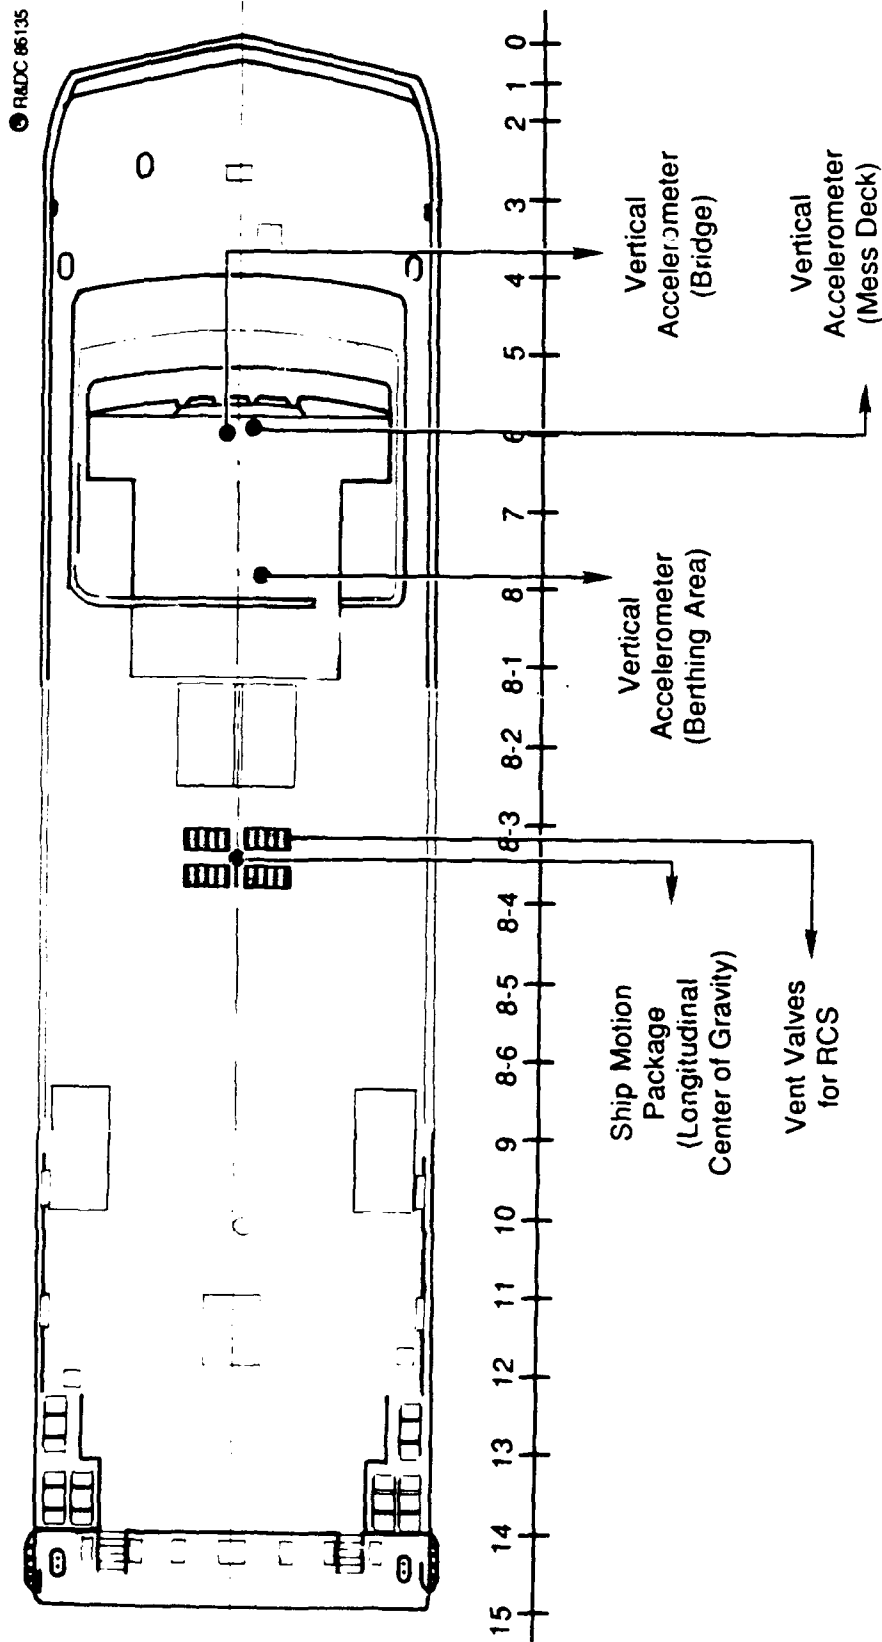 R&DC 86135
15 14 13 12 11 10 9 8-6 8-5 8-4 8-3 8-2 8-1 8 7 6 5 4 3 2 1 0
Ship Motion
Package
(Longitudinal
Center of Gravity)
Vent Valves
for RCS
Vertical
Accelerometer
(Berthing Area)
Vertical
Accelerometer
(Bridge)
Vertical
Accelerometer
(Mess Deck)